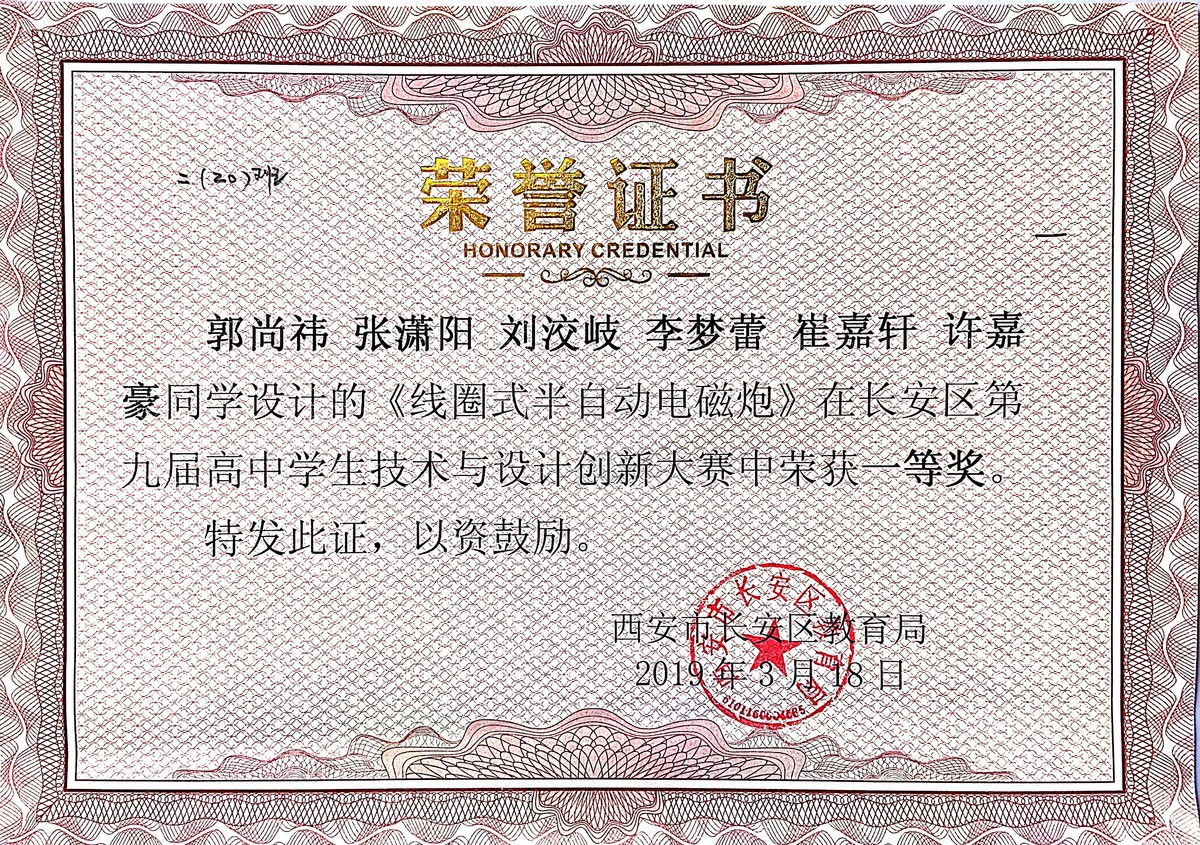 二(20)班
荣誉证书
HONORARY CREDENTIAL
郭尚祎 张潇阳 刘洨岐 李梦蕾 崔嘉轩 许嘉
豪同学设计的《线圈式半自动电磁炮》在长安区第
九届高中学生技术与设计创新大赛中荣获一等奖。
特发此证，以资鼓励。
西安市长安区教育局
2019年3月18日
西安市长安区教育局